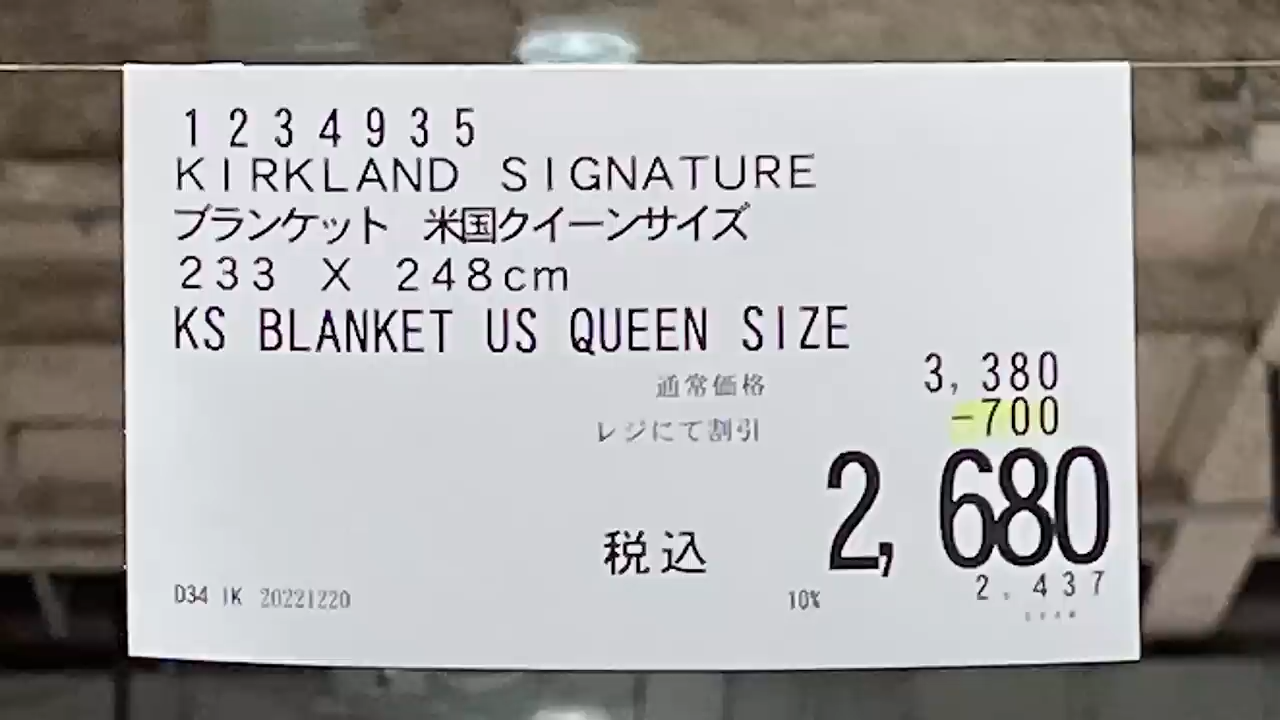 1234935
KIRKLAND SIGNATURE
ブランケット 米国クイーンサイズ
233 X 248cm
KS BLANKET US QUEEN SIZE
通常価格 3,380
レジにて割引 -700
税込 2,680
D34 IK 20221220 10% 2.437